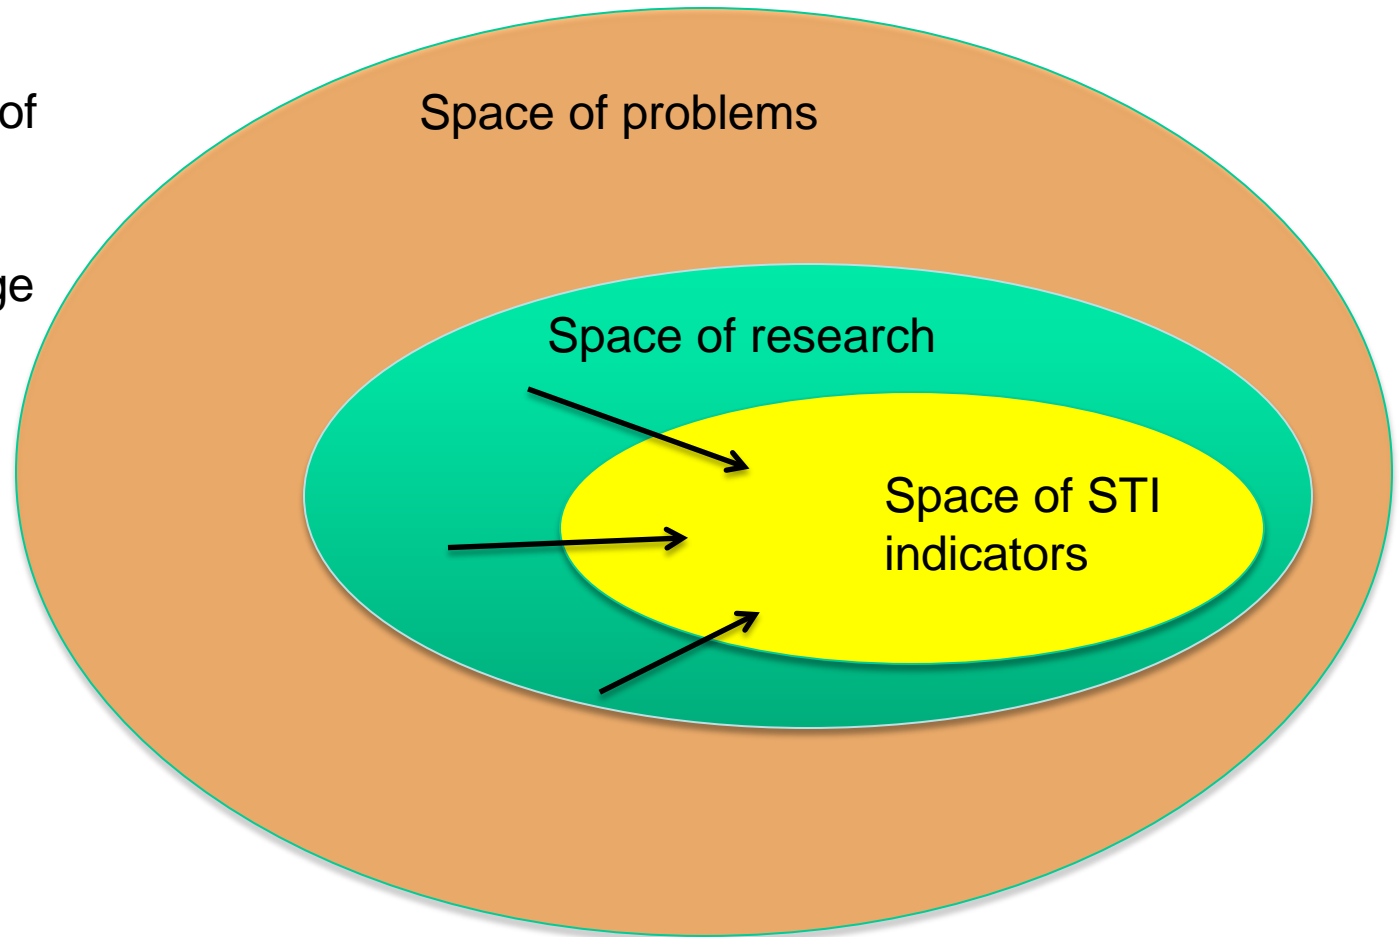 of
Space of problems
ge
Space of research
Space of STI
indicators